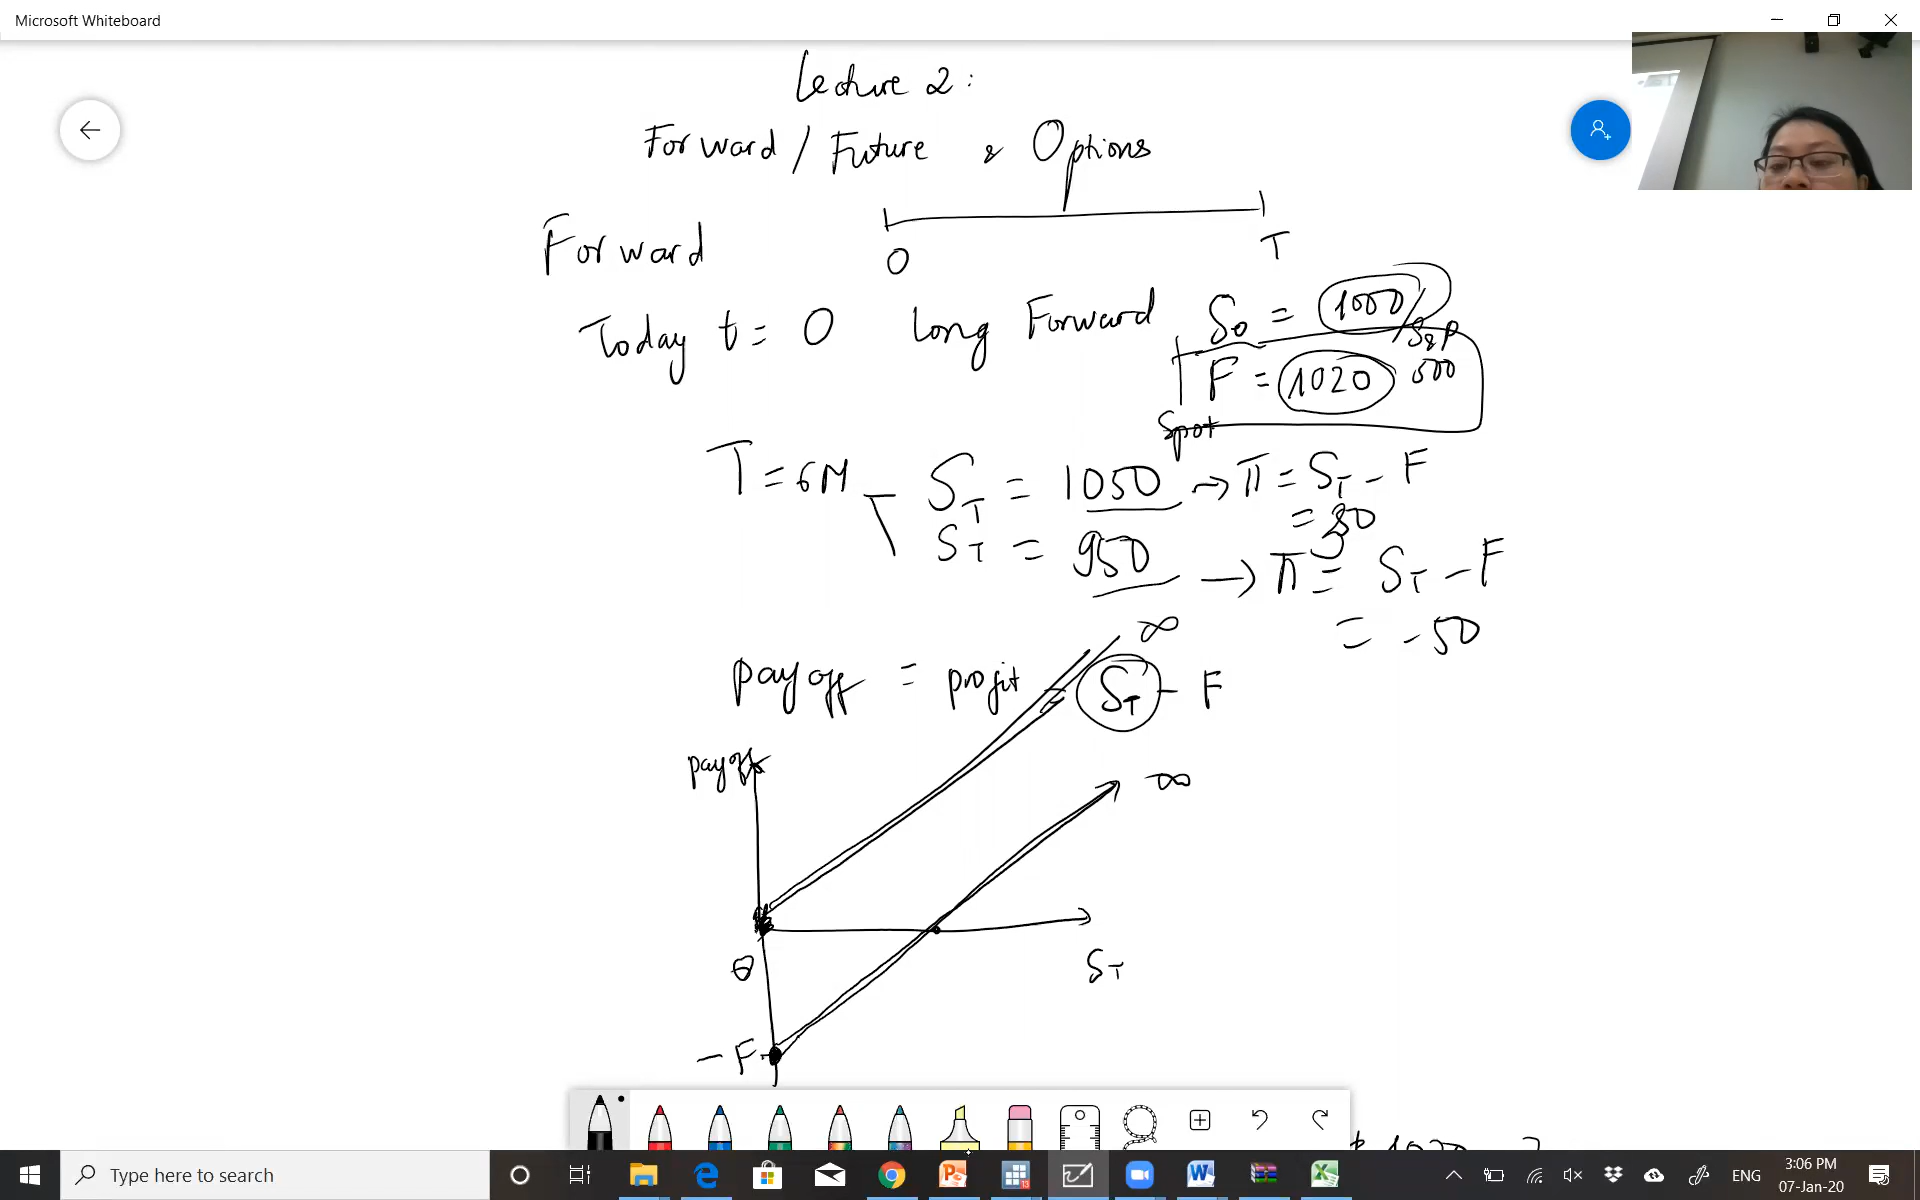 Microsoft Whiteboard
Lecture 2:
Forward / Future & Options
Forward
0 T
Today t = 0 Long Forward S0 = 1000/S&P 500
F = 1020
Spot
T = 6M ST = 1050 → π = ST - F
= 30
ST = 950 → π = ST - F
= -50
∞
payoff = profit = ST - F
payoff
∞
0
ST
-F
Type here to search
ENG
3:06 PM
07-Jan-20